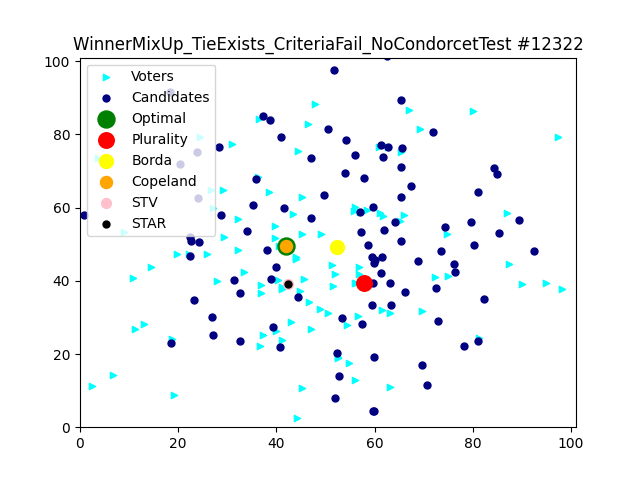 WinnerMixUp_TieExists_CriteriaFail_NoCondorcetTest #12322
100
80
60
40
20
0
Voters
Candidates
Optimal
Plurality
Borda
Copeland
STV
STAR
0 20 40 60 80 100